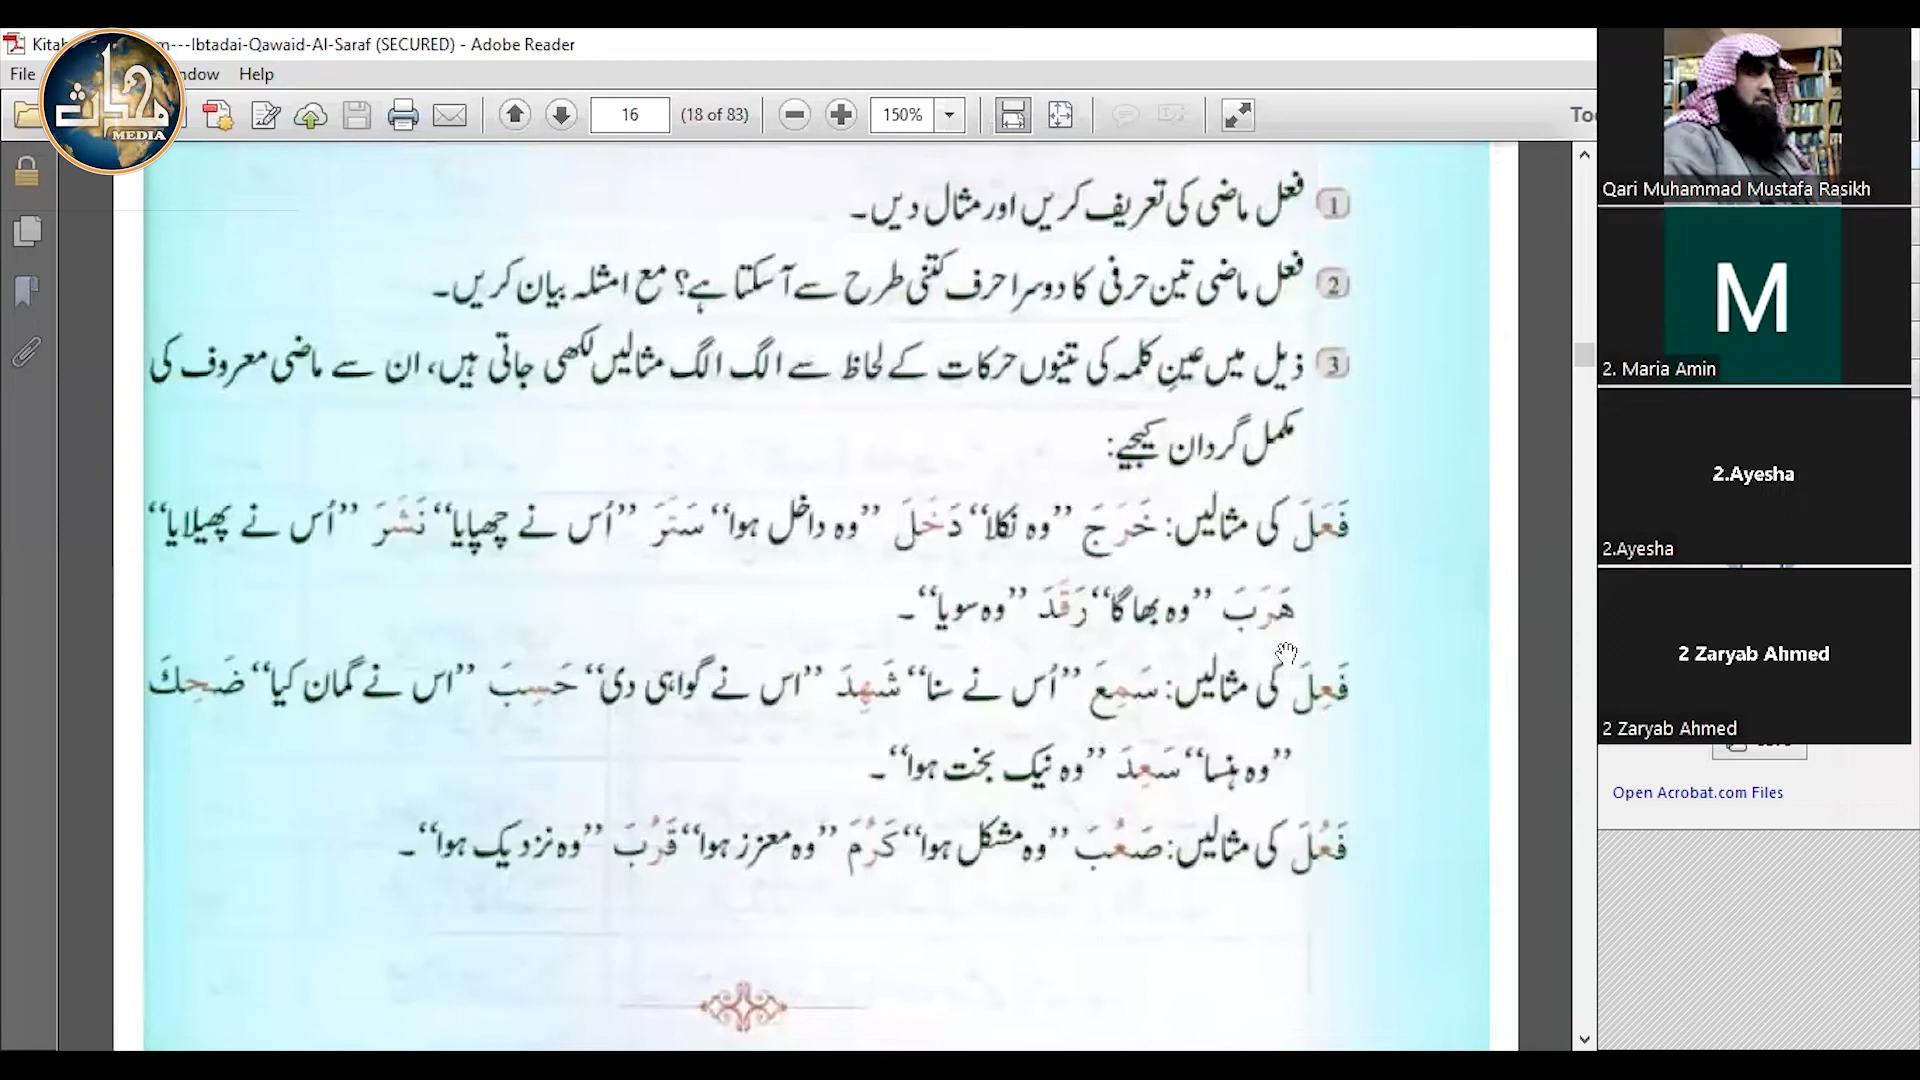 Kitab m---Ibtadai-Qawaid-Al-Saraf (SECURED) - Adobe Reader
File ndow Help
16 (18 of 83) 150%
MEDIA
1 فعل ماضی کی تعریف کریں اور مثال دیں۔
2 فعل ماضی تین حرفی کا دوسرا حرف کتنی طرح سے آ سکتا ہے؟ مع امثلہ بیان کریں۔
3 ذیل میں عینِ کلمہ کی تینوں حرکات کے لحاظ سے الگ الگ مثالیں لکھی جاتی ہیں، ان سے ماضی معروف کی
مکمل گردان کیجیے:
فَعَلَ کی مثالیں: خَرَجَ ”وہ نکلا“ دَخَلَ ”وہ داخل ہوا“ سَتَرَ ”اُس نے چھپایا“ نَشَرَ ”اُس نے پھیلایا“
هَرَبَ ”وہ بھاگا“ رَقَدَ ”وہ سویا“۔
فَعِلَ کی مثالیں: سَمِعَ ”اُس نے سنا“ شَهِدَ ”اس نے گواہی دی“ حَسِبَ ”اس نے گمان کیا“ ضَحِكَ
”وہ ہنسا“ سَعِدَ ”وہ نیک بخت ہوا“۔
فَعُلَ کی مثالیں: صَعُبَ ”وہ مشکل ہوا“ كَرُمَ ”وہ معزز ہوا“ قَرُبَ ”وہ نزدیک ہوا“۔
Qari Muhammad Mustafa Rasikh
M
2. Maria Amin
2.Ayesha
2.Ayesha
2 Zaryab Ahmed
2 Zaryab Ahmed
Open Acrobat.com Files